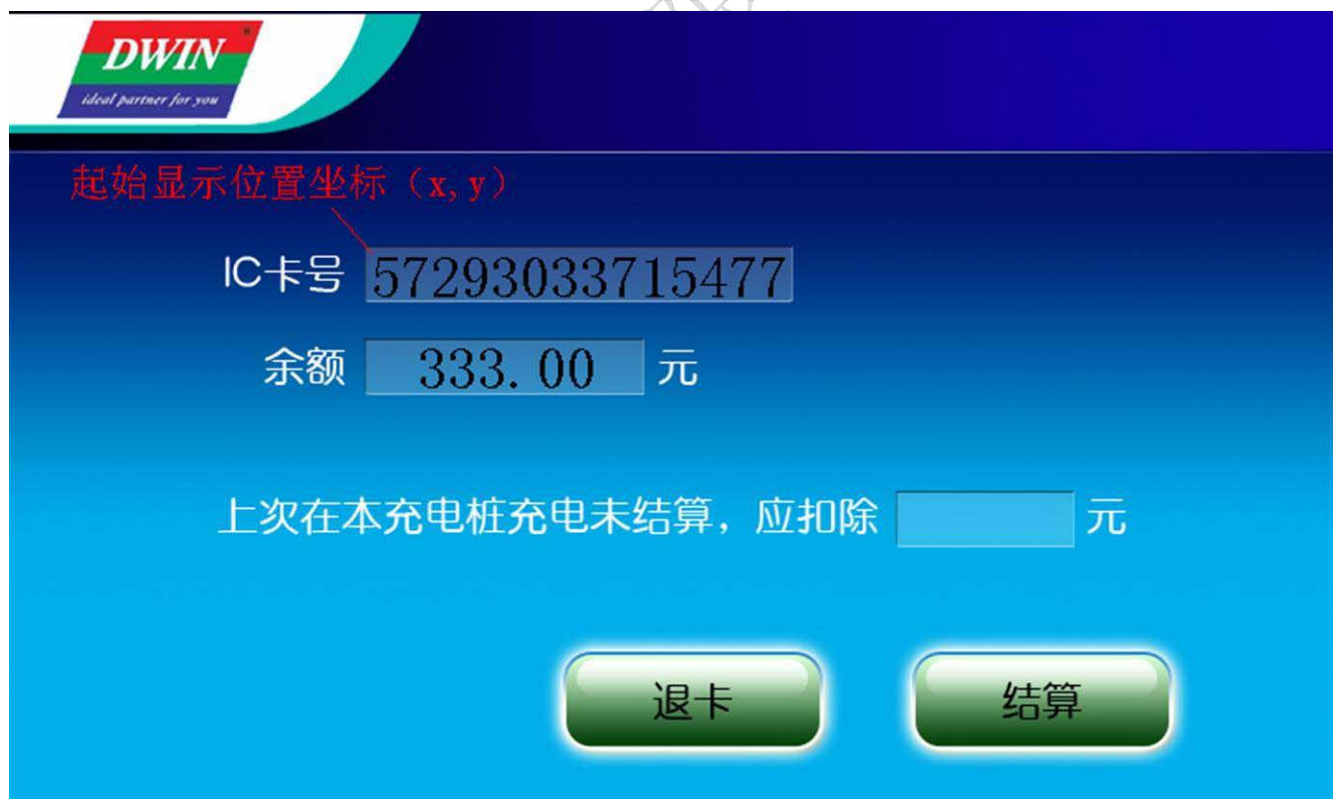 DWIN
ideal partner for you
起始显示位置坐标（x, y）
IC卡号 57293033715477
余额 333.00 元
上次在本充电桩充电未结算，应扣除 元
退卡 结算